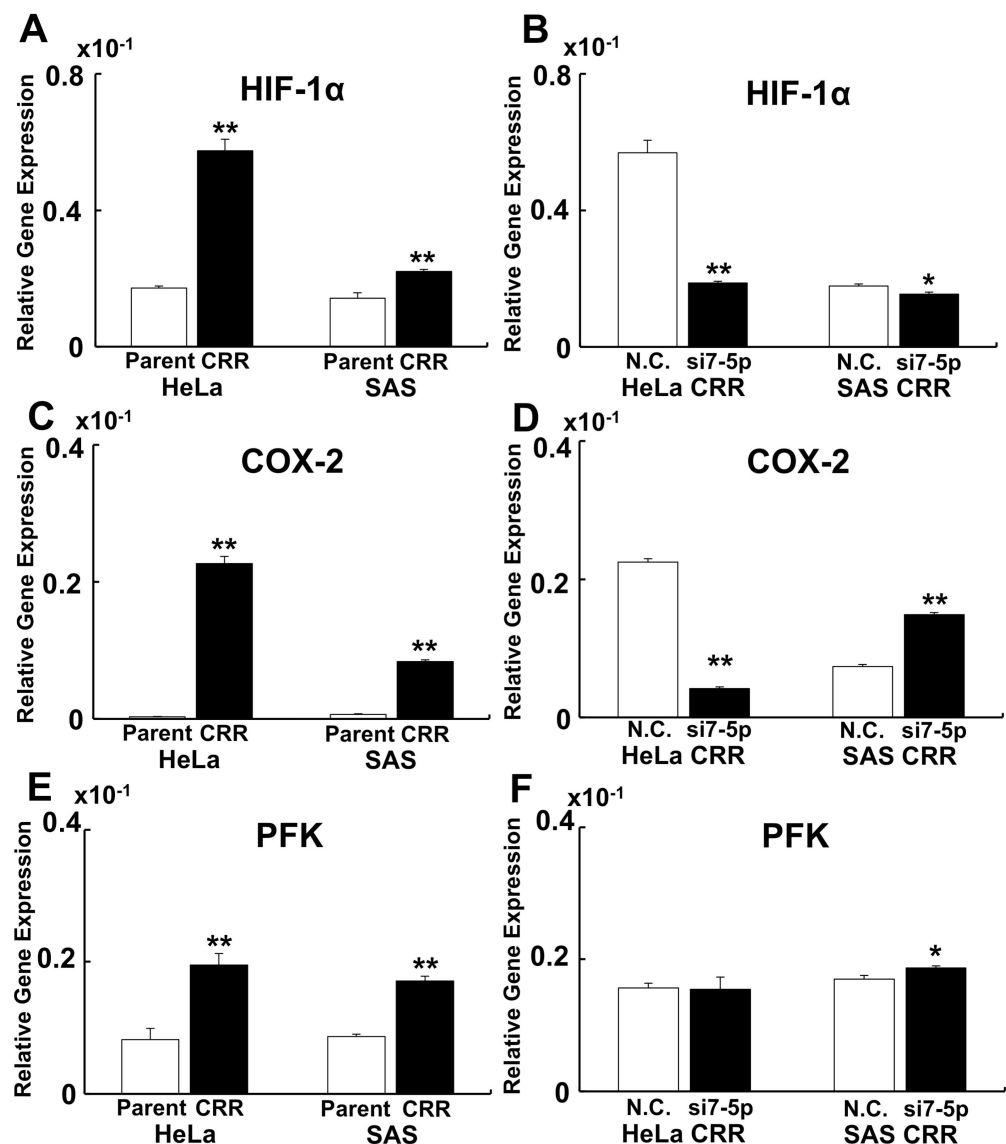 A
x10-1
HIF-1α
Relative Gene Expression
0.8
0.4
0
**
**
Parent CRR
Parent CRR
HeLa
SAS
B
x10-1
HIF-1α
Relative Gene Expression
0.8
0.4
0
**
*
N.C. si7-5p
N.C. si7-5p
HeLa CRR
SAS CRR
C
x10-1
COX-2
Relative Gene Expression
0.4
0.2
0
**
**
Parent CRR
Parent CRR
HeLa
SAS
D
x10-1
COX-2
Relative Gene Expression
0.4
0.2
0
**
**
N.C. si7-5p
N.C. si7-5p
HeLa CRR
SAS CRR
E
x10-1
PFK
Relative Gene Expression
0.4
0.2
0
**
**
Parent CRR
Parent CRR
HeLa
SAS
F
x10-1
PFK
Relative Gene Expression
0.4
0.2
0
*
N.C. si7-5p
N.C. si7-5p
HeLa CRR
SAS CRR